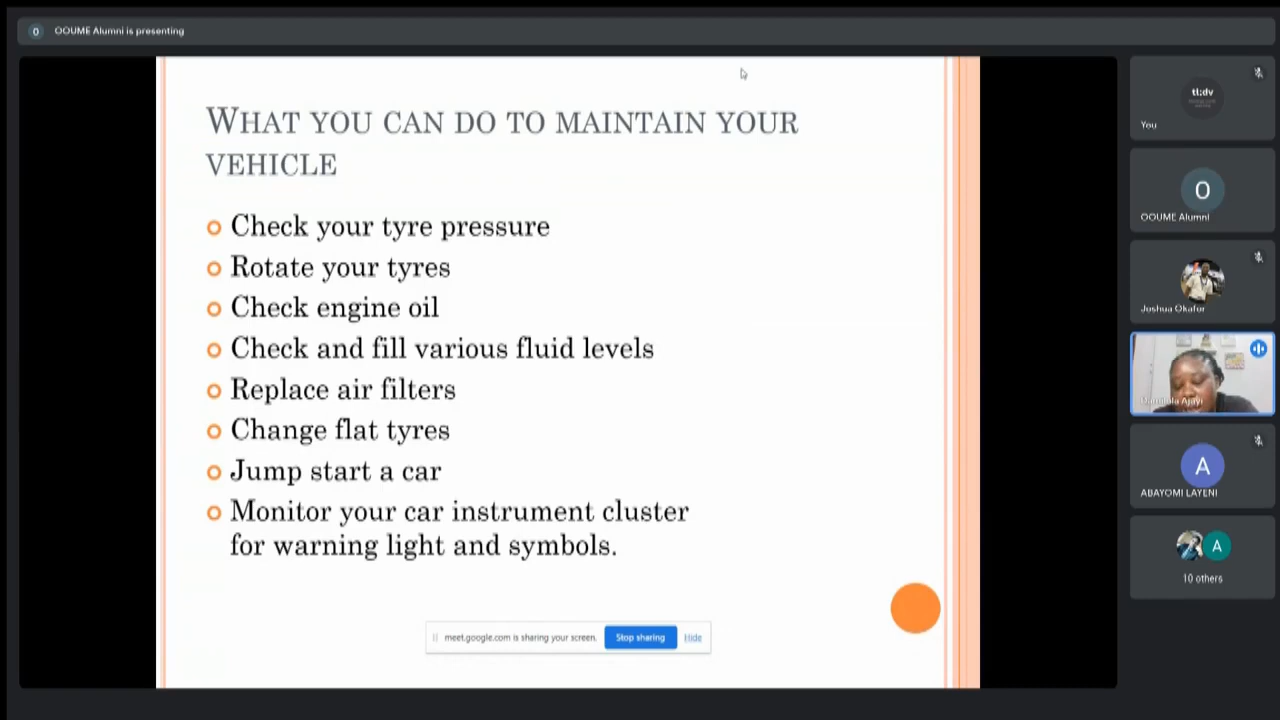 O OOUME Alumni is presenting
WHAT YOU CAN DO TO MAINTAIN YOUR
VEHICLE
Check your tyre pressure
Rotate your tyres
Check engine oil
Check and fill various fluid levels
Replace air filters
Change flat tyres
Jump start a car
Monitor your car instrument cluster
for warning light and symbols.
meet.google.com is sharing your screen. Stop sharing Hide
tl;dv
You
O
OOUME Alumni
Joshua Okafor
Ajayi
A
ABAYOMI LAYENI
A
10 others